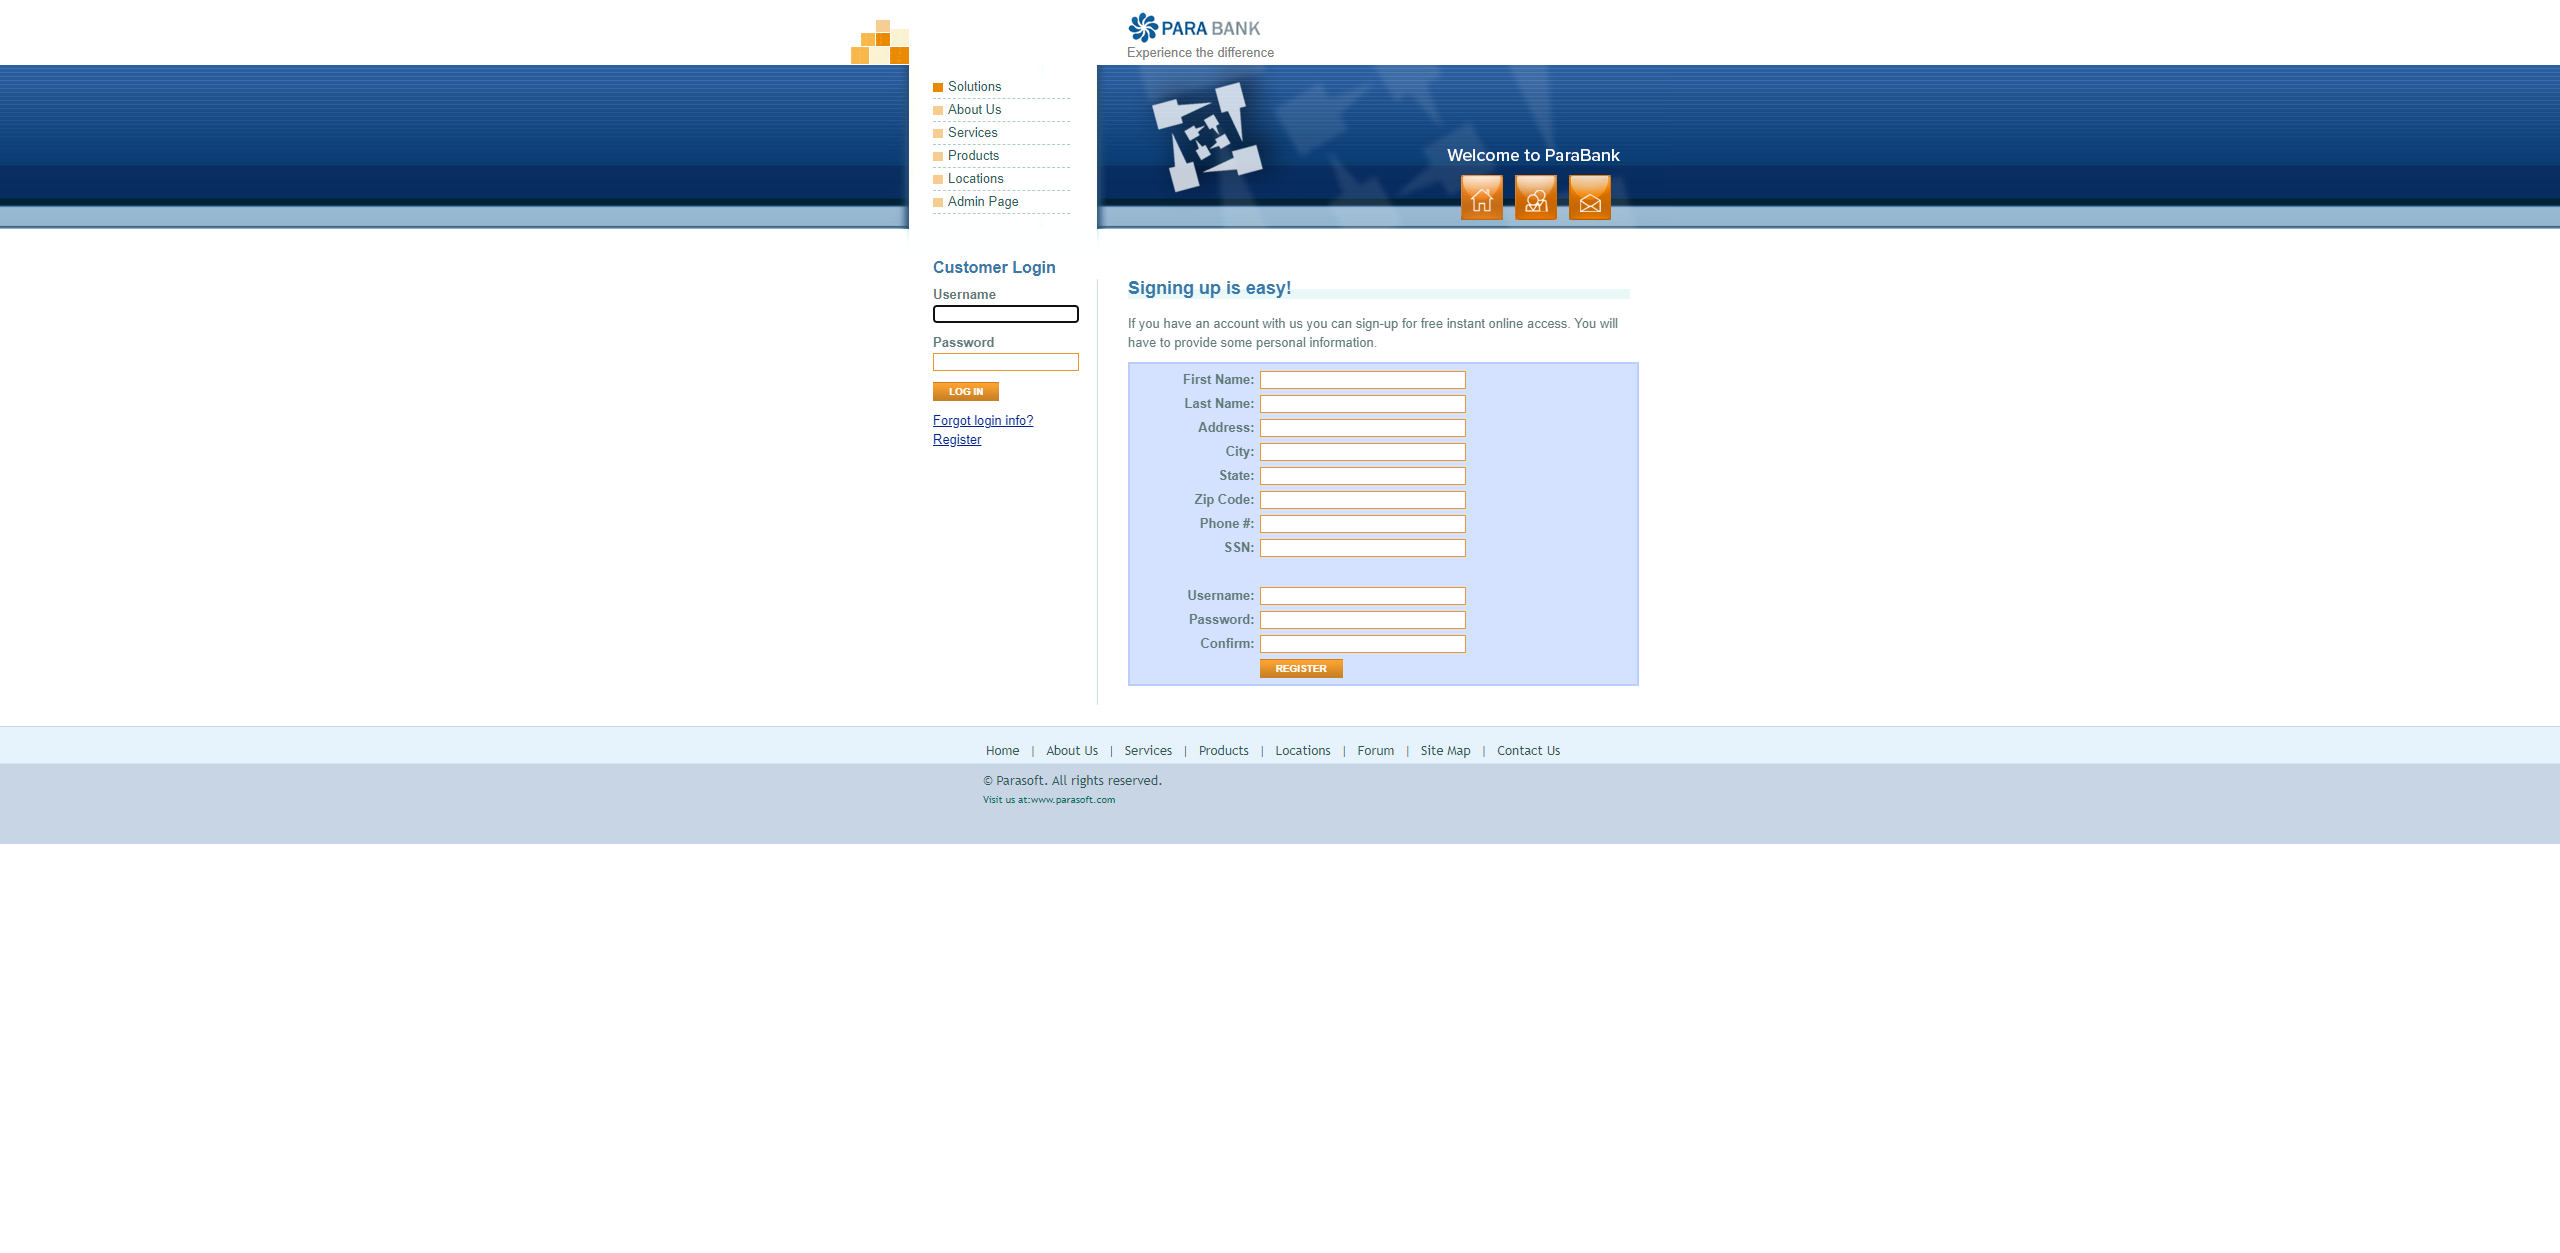 PARA BANK
Experience the difference
Solutions
About Us
Services
Products
Locations
Admin Page
Welcome to ParaBank
Customer Login
Username
Password
LOG IN
Forgot login info?
Register
Signing up is easy!
If you have an account with us you can sign-up for free instant online access. You will
have to provide some personal information.
First Name:
Last Name:
Address:
City:
State:
Zip Code:
Phone #:
SSN:
Username:
Password:
Confirm:
REGISTER
Home | About Us | Services | Products | Locations | Forum | Site Map | Contact Us
© Parasoft. All rights reserved.
Visit us at:www.parasoft.com